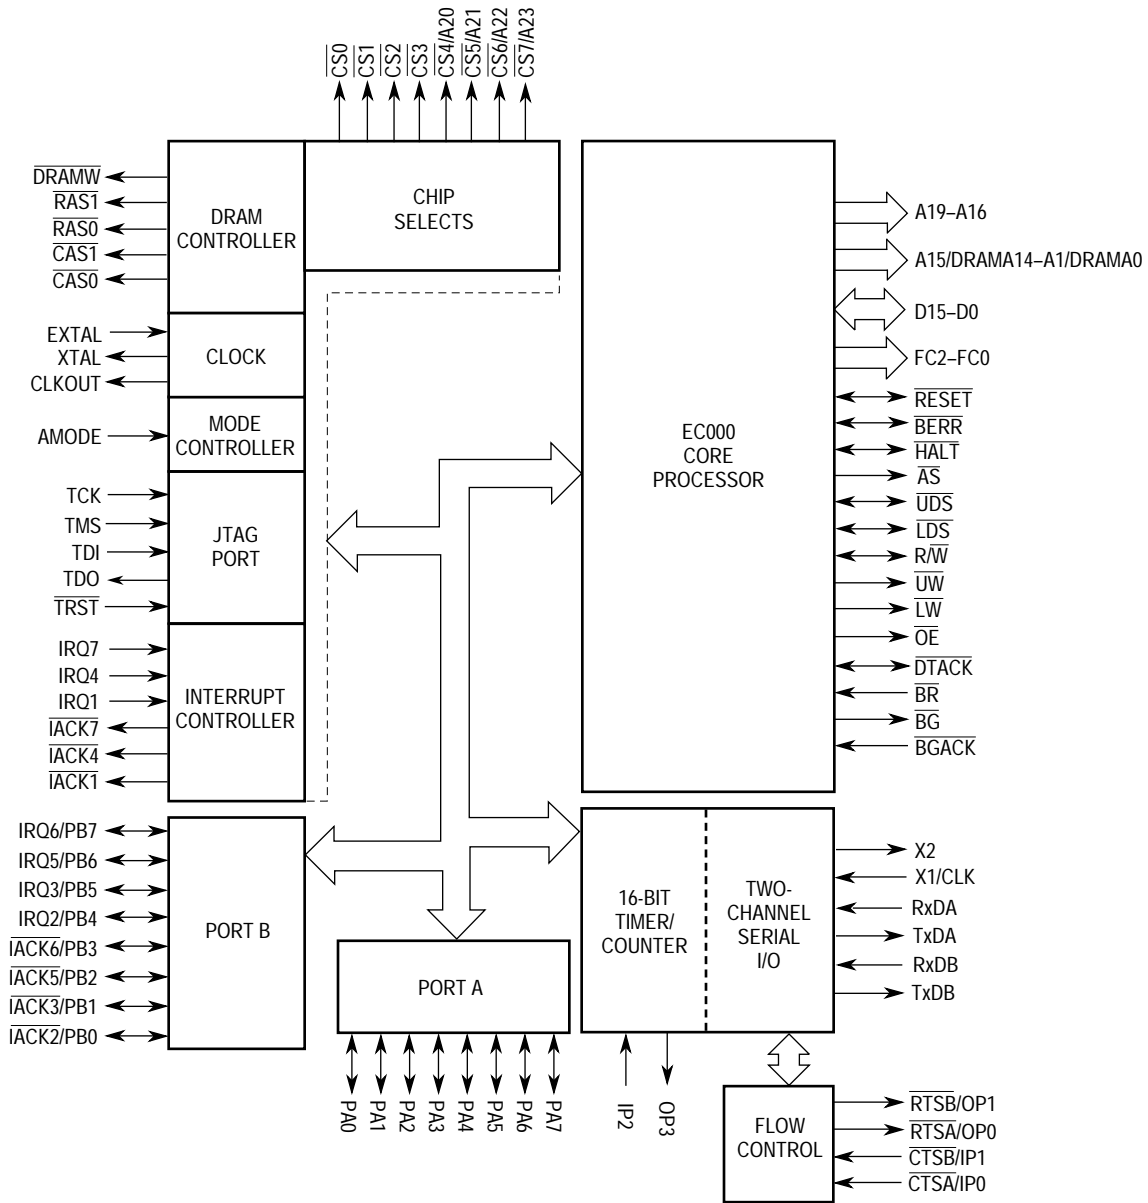 CS0
CS1
CS2
CS3
CS4/A20
CS5/A21
CS6/A22
CS7/A23
DRAMW
RAS1
RAS0
CAS1
CAS0
DRAM
CONTROLLER
CHIP
SELECTS
EXTAL
XTAL
CLKOUT
CLOCK
AMODE
MODE
CONTROLLER
TCK
TMS
TDI
TDO
TRST
JTAG
PORT
IRQ7
IRQ4
IRQ1
IACK7
IACK4
IACK1
INTERRUPT
CONTROLLER
EC000
CORE
PROCESSOR
A19–A16
A15/DRAMA14–A1/DRAMA0
D15–D0
FC2–FC0
RESET
BERR
HALT
AS
UDS
LDS
R/W
UW
LW
OE
DTACK
BR
BG
BGACK
IRQ6/PB7
IRQ5/PB6
IRQ3/PB5
IRQ2/PB4
IACK6/PB3
IACK5/PB2
IACK3/PB1
IACK2/PB0
PORT B
PORT A
PA0
PA1
PA2
PA3
PA4
PA5
PA6
PA7
16-BIT
TIMER/
COUNTER
TWO-
CHANNEL
SERIAL
I/O
X2
X1/CLK
RxDA
TxDA
RxDB
TxDB
IP2
OP3
FLOW
CONTROL
RTSB/OP1
RTSA/OP0
CTSB/IP1
CTSA/IP0